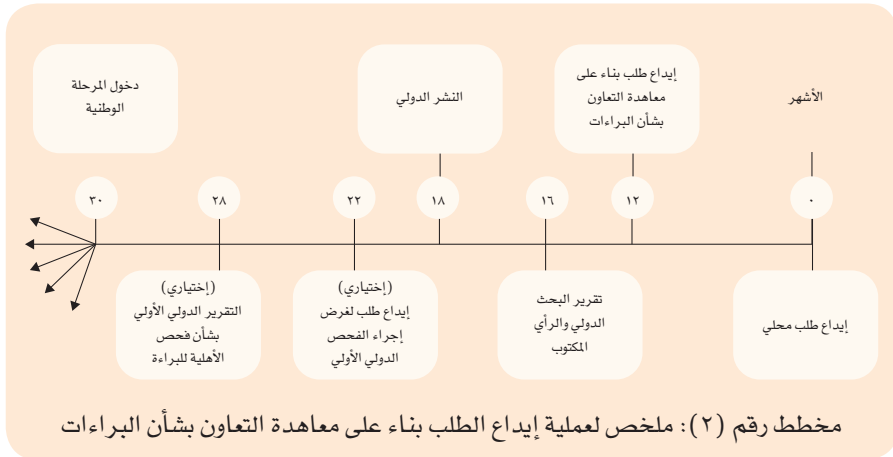 الأشهر
إيداع طلب بناء على
معاهدة التعاون
بشأن البراءات
النشر الدولي
دخول المرحلة
الوطنية
٠
١٢
١٦
١٨
٢٢
٢٨
٣٠
إيداع طلب محلي
تقرير البحث
الدولي والرأي
المكتوب
(إختياري)
إيداع طلب لغرض
إجراء الفحص
الدولي الأولي
(إختياري)
التقرير الدولي الأولي
بشأن فحص
الأهلية للبراءة
مخطط رقم (٢): ملخص لعملية إيداع الطلب بناء على معاهدة التعاون بشأن البراءات